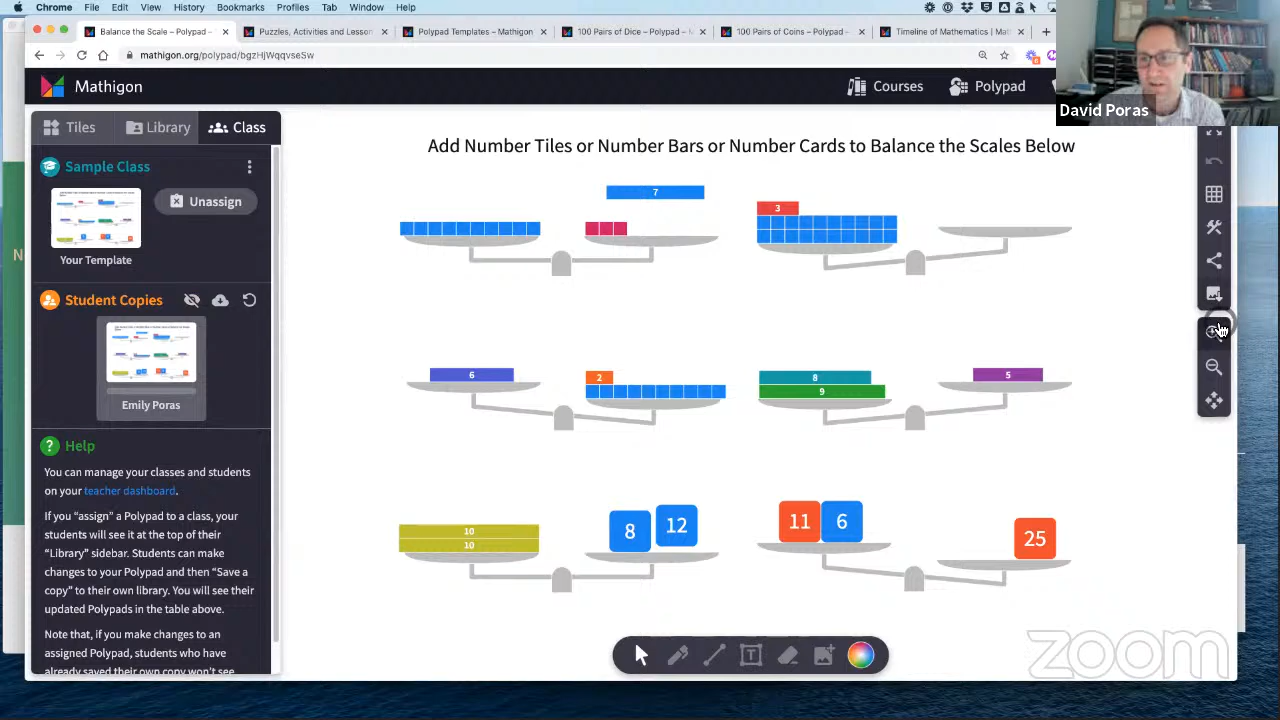 Chrome File Edit View History Bookmarks Profiles Tab Window Help
Balance the Scale – Polypad –
Puzzles, Activities and Lesson
Polypad Templates – Mathigon
100 Pairs of Dice – Polypad –
100 Pairs of Coins – Polypad –
Timeline of Mathematics | Mat
mathigon.org/polypad/bgzHjWqqvseSw
Mathigon
Courses
Polypad
David Poras
Tiles
Library
Class
Add Number Tiles or Number Bars or Number Cards to Balance the Scales Below
Sample Class
Unassign
Your Template
Student Copies
Emily Poras
Help
You can manage your classes and students
on your teacher dashboard.
If you “assign” a Polypad to a class, your
students will see it at the top of their
“Library” sidebar. Students can make
changes to your Polypad and then “Save a
copy” to their own library. You will see their
updated Polypads in the table above.
Note that, if you make changes to an
assigned Polypad, students who have
already saved their own copy won't see
7
3
6
2
8
9
5
10
10
8
12
11
6
25
T
N
zoom